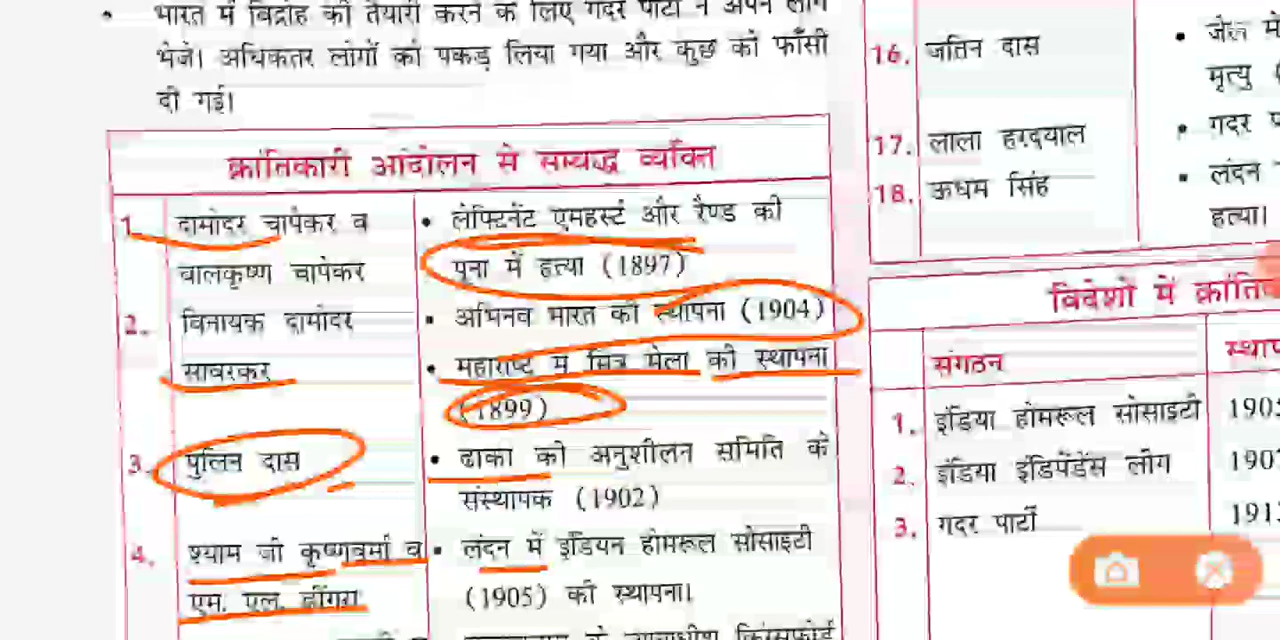 • भारत में विद्रोह की तैयारी करने के लिए गदर पार्टी ने अपने लोग
भेजे। अधिकतर लोगों को पकड़ लिया गया और कुछ को फाँसी
दी गई।
क्रांतिकारी आंदोलन से सम्बद्ध व्यक्ति
1. दामोदर चापेकर व
बालकृष्ण चापेकर
• लेफ्टिनेंट एमहर्स्ट और रैण्ड की
पूना में हत्या (1897)
2. विनायक दामोदर
सावरकर
• अभिनव भारत की स्थापना (1904)
• महाराष्ट्र में मित्र मेला की स्थापना
(1899)
3. पुलिन दास
• ढाका की अनुशीलन समिति के
संस्थापक (1902)
4. श्याम जी कृष्णवर्मा व
एम. एल. ढींगरा
• लंदन में इंडियन होमरूल सोसाइटी
(1905) की स्थापना।
16. जतिन दास
• जेल में
मृत्यु (
17. लाला हरदयाल
• गदर
18. ऊधम सिंह
• लंदन
हत्या।
विदेशों में
संगठन
1. इंडिया होमरूल सोसाइटी
2. इंडिया इंडिपेंडेंस लीग
3. गदर पार्टी